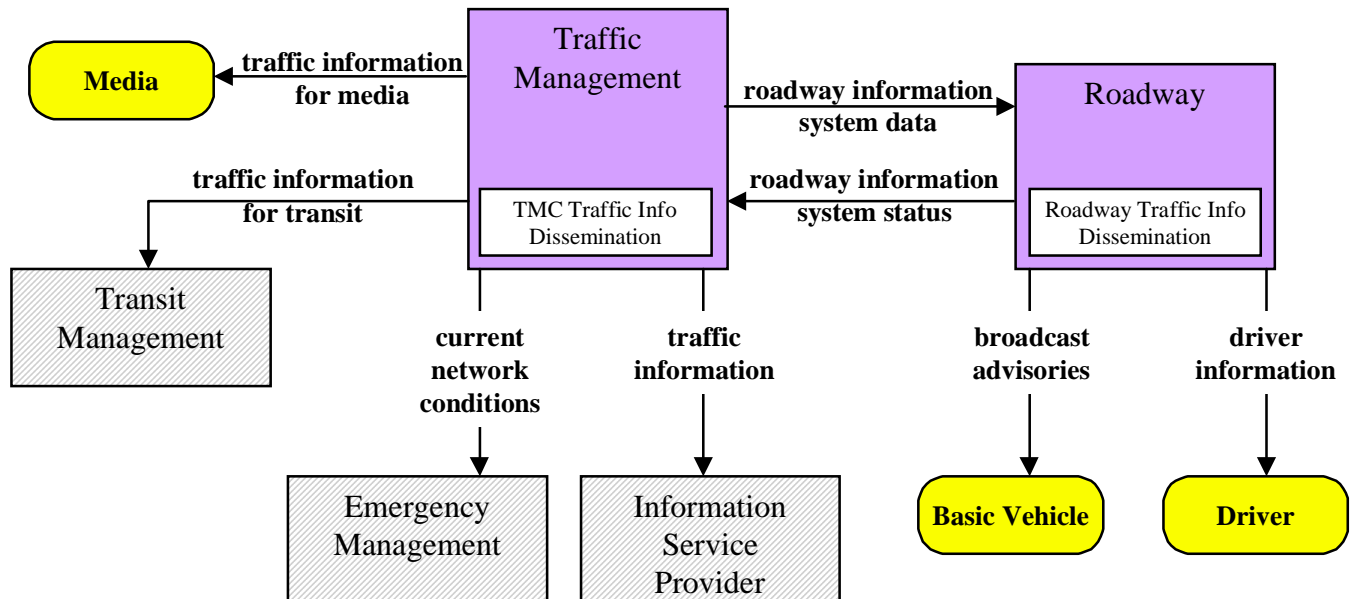 Traffic
Management
Media
traffic information
for media
roadway information
system data
Roadway
traffic information
for transit
roadway information
system status
TMC Traffic Info
Dissemination
Roadway Traffic Info
Dissemination
Transit
Management
current
network
conditions
traffic
information
broadcast
advisories
driver
information
Emergency
Management
Information
Service
Provider
Basic Vehicle
Driver